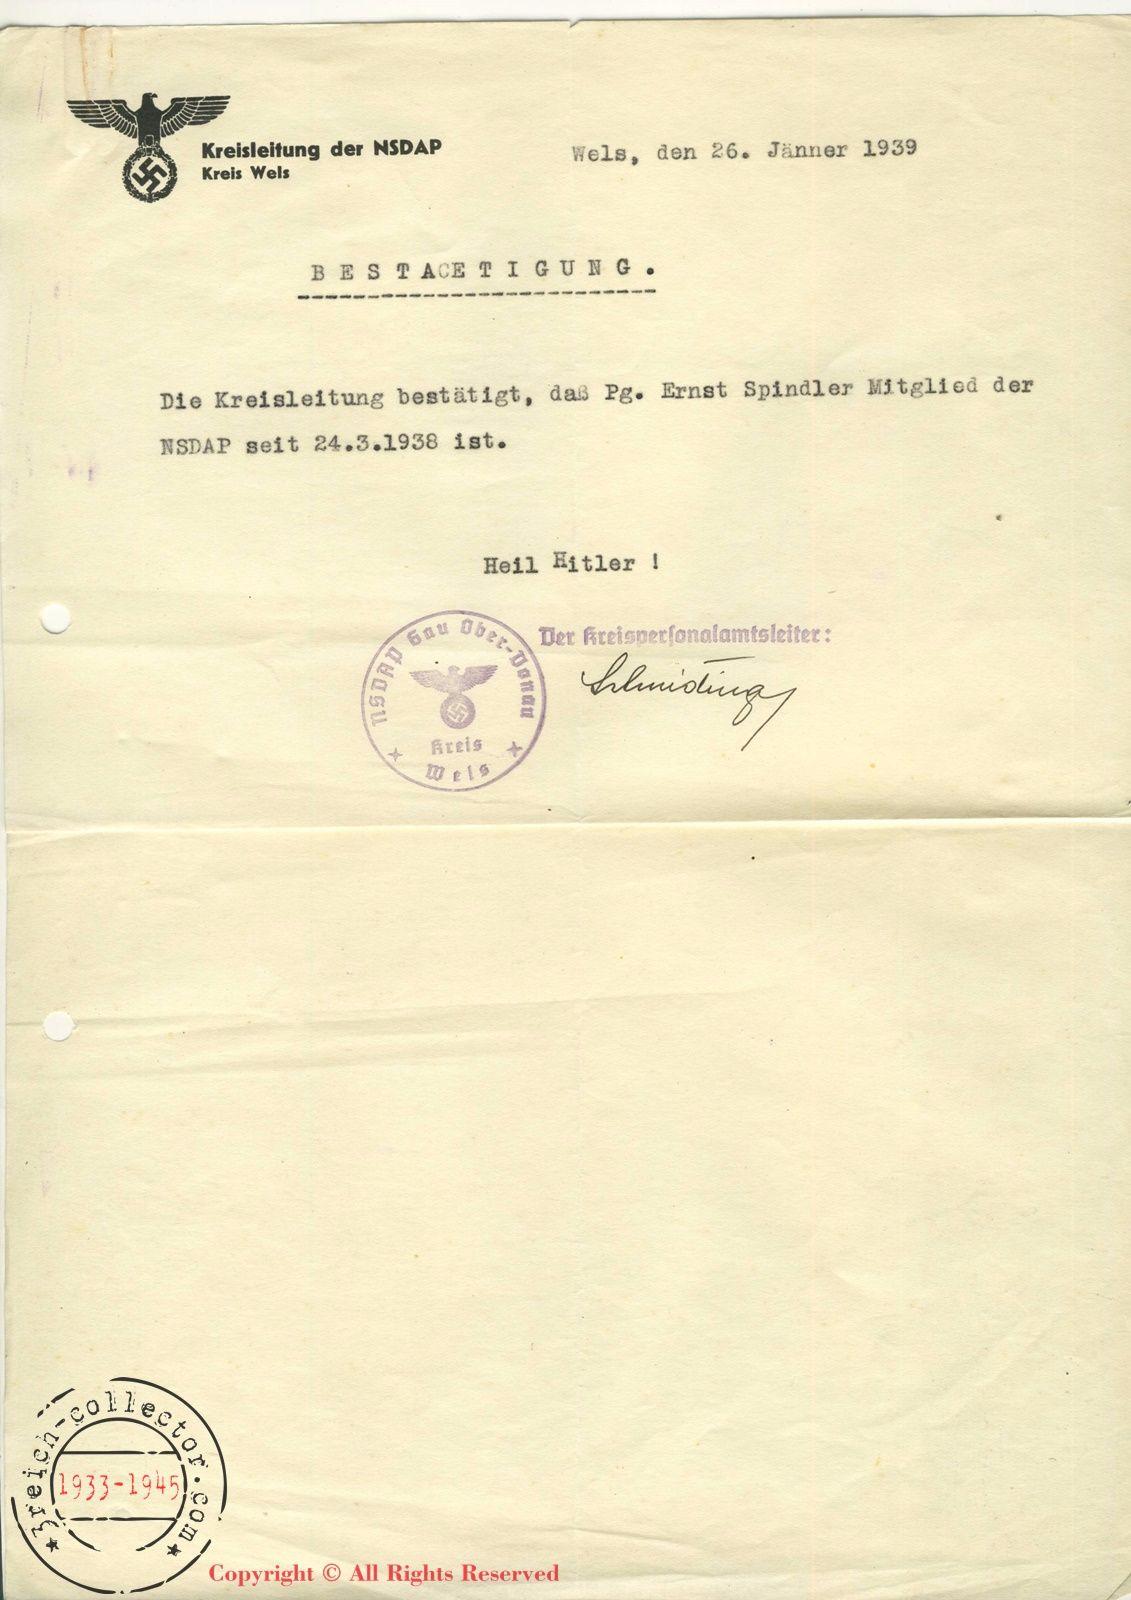 Kreisleitung der NSDAP
Kreis Wels
Wels, den 26. Jänner 1939
BESTACETIGUNG.
Die Kreisleitung bestätigt, daß Pg. Ernst Spindler Mitglied der
NSDAP seit 24.3.1938 ist.
Heil Hitler !
Der Kreispersonalamtsleiter:
NSDAP Gau Ober-Donau
Kreis
Wels
3reich-collector.com
1933-1945
Copyright © All Rights Reserved